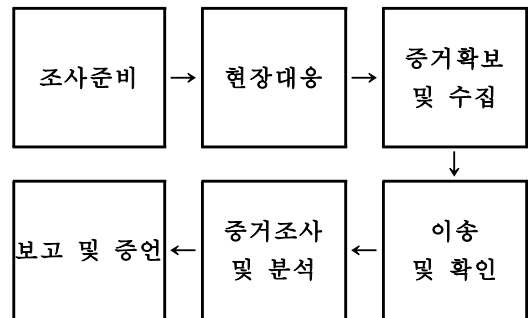 조사준비
현장대응
증거확보
및 수집
이송
및 확인
증거조사
및 분석
보고 및 증언